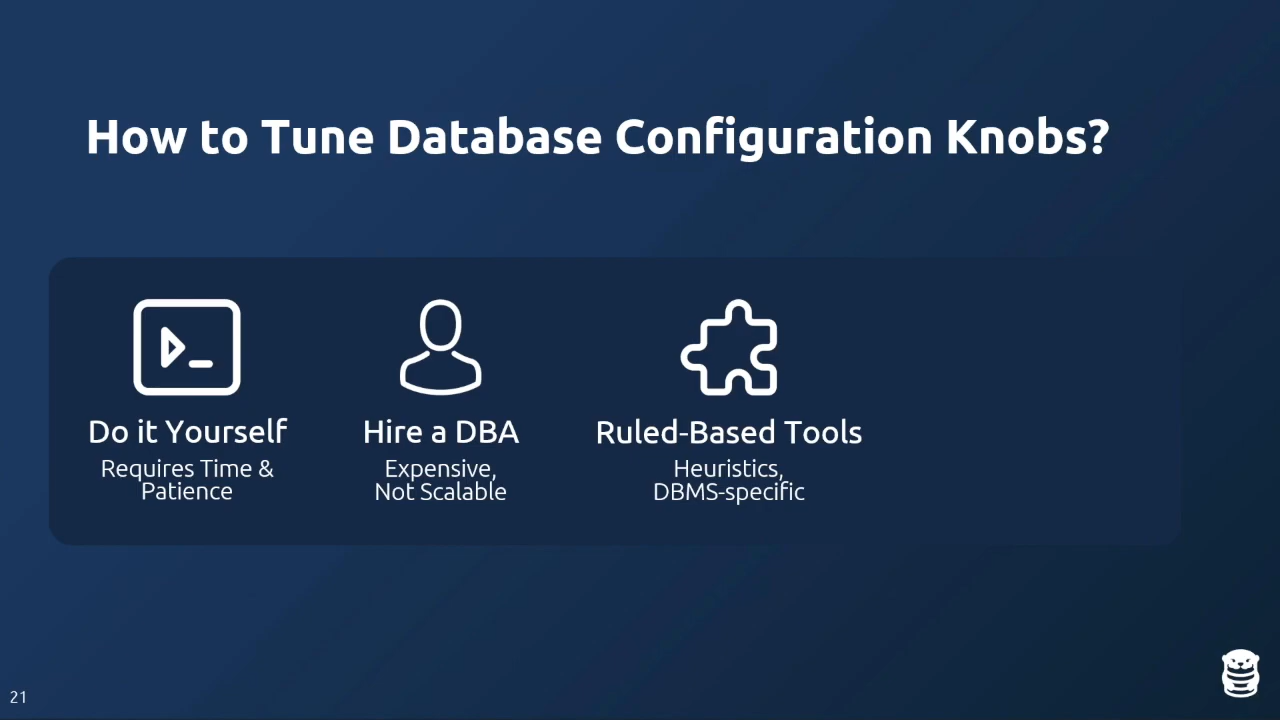 How to Tune Database Configuration Knobs?
Do it Yourself
Requires Time &
Patience
Hire a DBA
Expensive,
Not Scalable
Ruled-Based Tools
Heuristics,
DBMS-specific
21